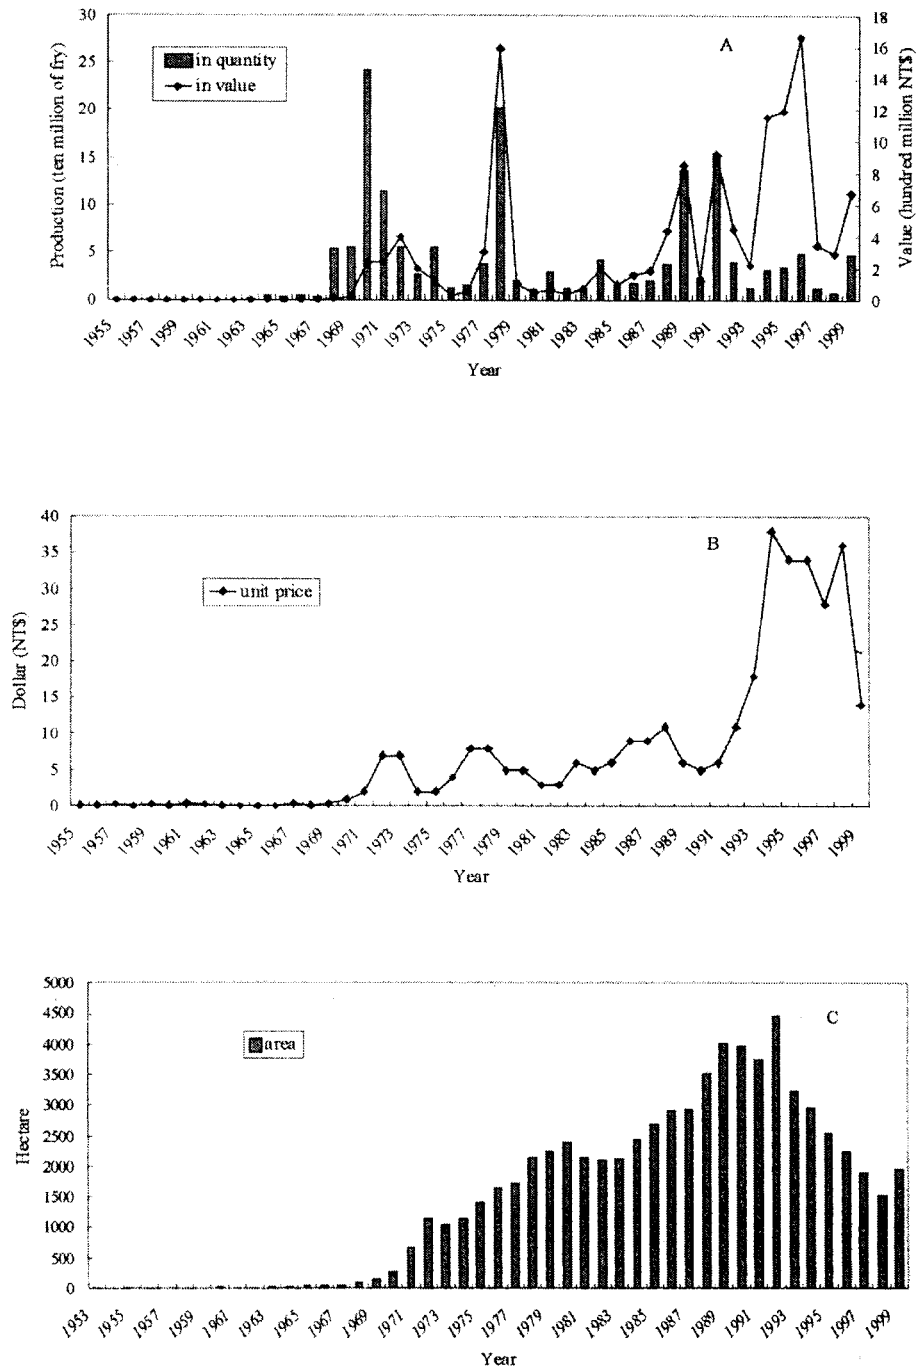 A
in quantity
in value
Production (ten million of fry)
30
25
20
15
10
5
0
Value (hundred million NT$)
18
16
14
12
10
8
6
4
2
0
1955 1957 1959 1961 1963 1965 1967 1969 1971 1973 1975 1977 1979 1981 1983 1985 1987 1989 1991 1993 1995 1997 1999
Year
B
unit price
Dollar (NT$)
40
35
30
25
20
15
10
5
0
1955 1957 1959 1961 1963 1965 1967 1969 1971 1973 1975 1977 1979 1981 1983 1985 1987 1989 1991 1993 1995 1997 1999
Year
C
area
Hectare
5000
4500
4000
3500
3000
2500
2000
1500
1000
500
0
1953 1955 1957 1959 1961 1963 1965 1967 1969 1971 1973 1975 1977 1979 1981 1983 1985 1987 1989 1991 1993 1995 1997 1999
Year